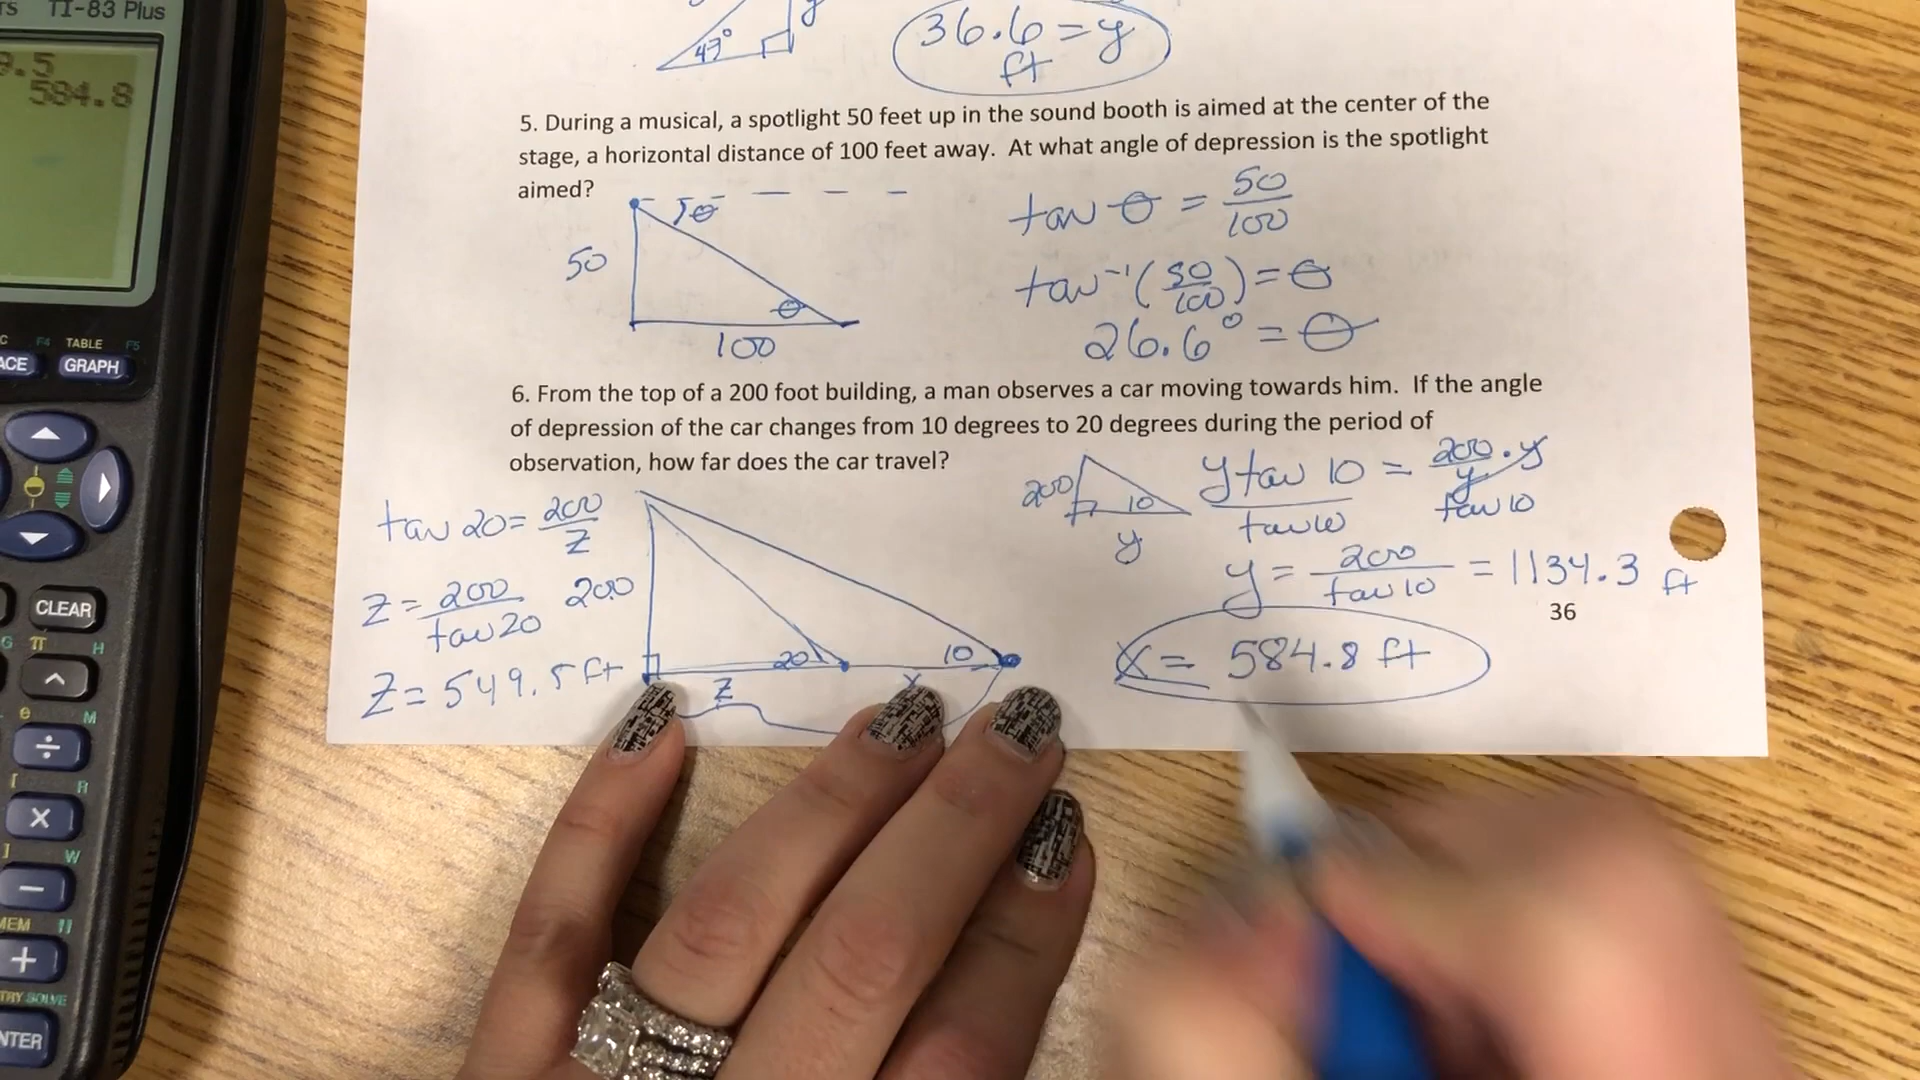 TI-83 Plus
9.5
584.8
TABLE
GRAPH
CLEAR
MEM
47°
y
36.6 = y
ft
5. During a musical, a spotlight 50 feet up in the sound booth is aimed at the center of the
stage, a horizontal distance of 100 feet away. At what angle of depression is the spotlight
aimed?
θ
50
θ
100
tan θ = 50/100
tan⁻¹(50/100) = θ
26.6° = θ
6. From the top of a 200 foot building, a man observes a car moving towards him. If the angle
of depression of the car changes from 10 degrees to 20 degrees during the period of
observation, how far does the car travel?
tan 20 = 200/z
z = 200/tan 20
z = 549.5 ft
200
20
10
z
x
200
10
y
y tan 10 = 200/y · y
tan 10 tan 10
y = 200/tan 10 = 1134.3 ft
36
x = 584.8 ft